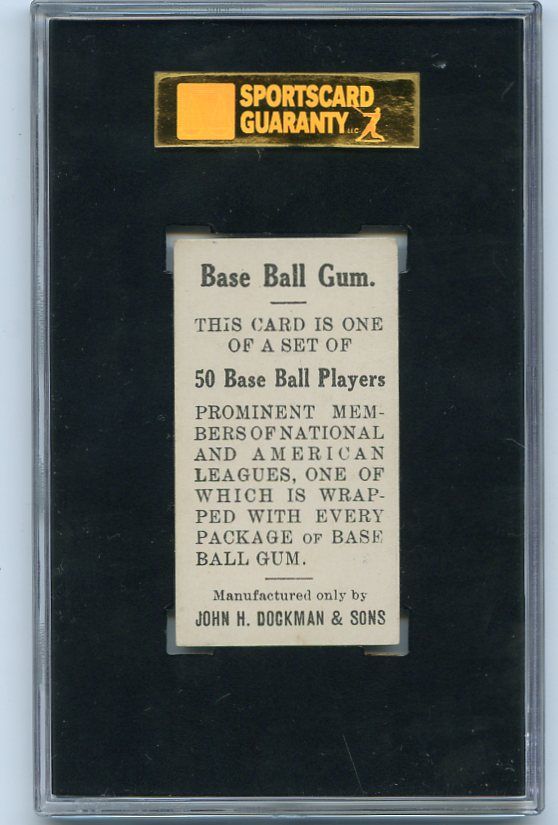 SPORTSCARD
GUARANTY LLC
Base Ball Gum.
THIS CARD IS ONE
OF A SET OF
50 Base Ball Players
PROMINENT MEM-
BERS OF NATIONAL
AND AMERICAN
LEAGUES, ONE OF
WHICH IS WRAP-
PED WITH EVERY
PACKAGE OF BASE
BALL GUM.
Manufactured only by
JOHN H. DOCKMAN & SONS